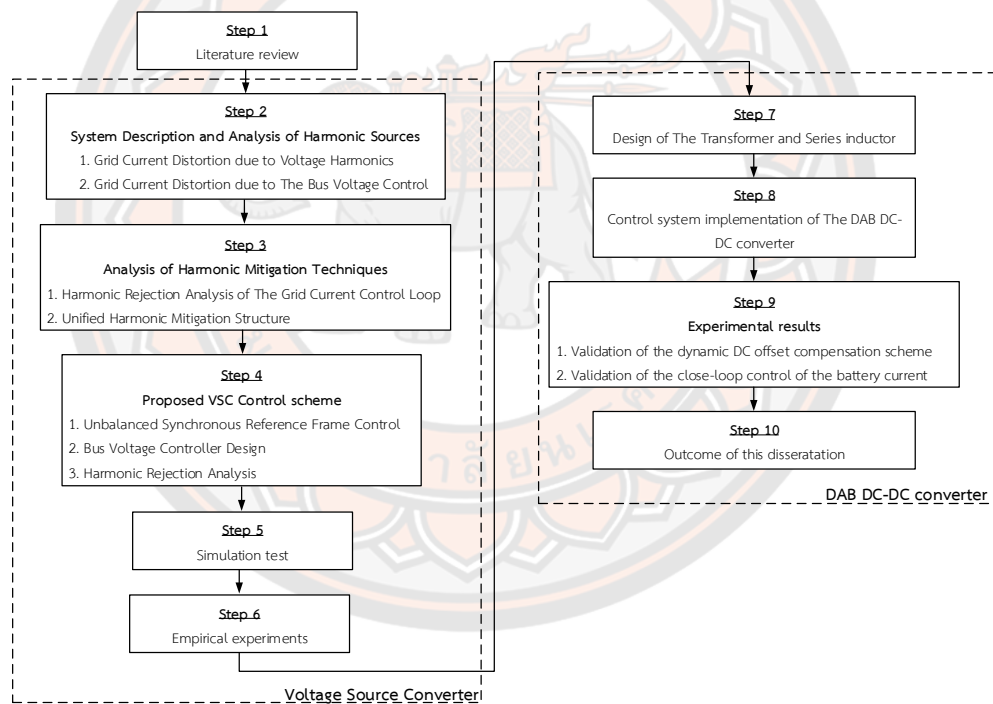 Step 1
Literature review
Step 2
System Description and Analysis of Harmonic Sources
1. Grid Current Distortion due to Voltage Harmonics
2. Grid Current Distortion due to The Bus Voltage Control
Step 3
Analysis of Harmonic Mitigation Techniques
1. Harmonic Rejection Analysis of The Grid Current Control Loop
2. Unified Harmonic Mitigation Structure
Step 4
Proposed VSC Control scheme
1. Unbalanced Synchronous Reference Frame Control
2. Bus Voltage Controller Design
3. Harmonic Rejection Analysis
Step 5
Simulation test
Step 6
Empirical experiments
Voltage Source Converter
Step 7
Design of The Transformer and Series inductor
Step 8
Control system implementation of The DAB DC-
DC converter
Step 9
Experimental results
1. Validation of the dynamic DC offset compensation scheme
2. Validation of the close-loop control of the battery current
Step 10
Outcome of this disseratation
DAB DC-DC converter